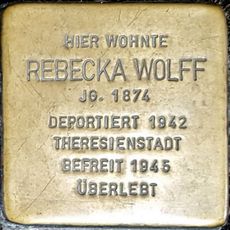 HIER WOHNTE
REBECKA WOLFF
JG. 1874
DEPORTIERT 1942
THERESIENSTADT
BEFREIT 1945
ÜBERLEBT